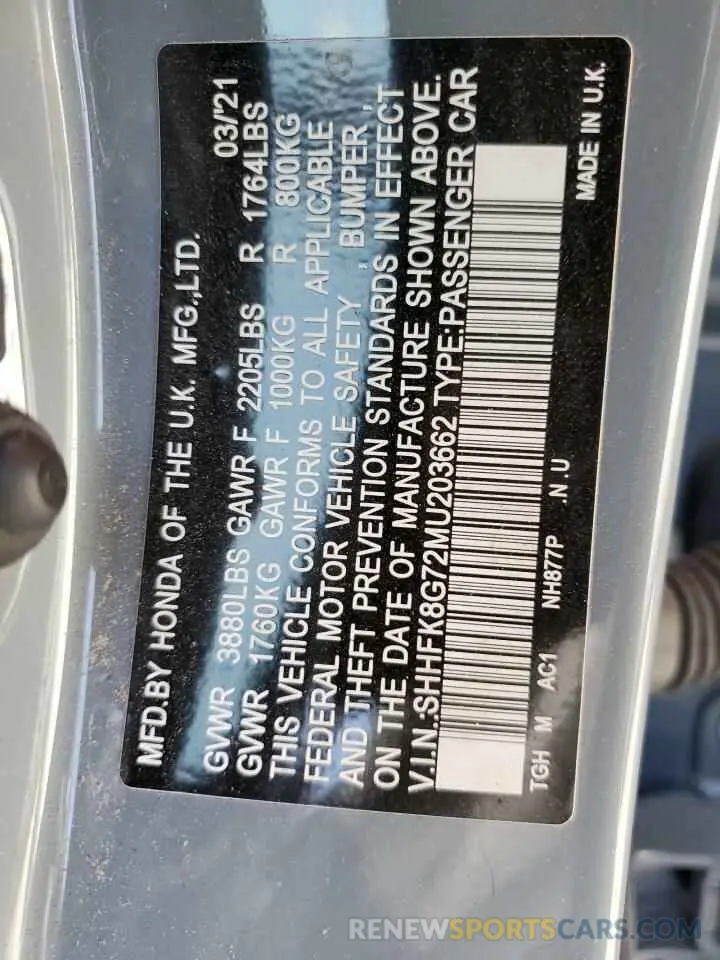 MFD.BY HONDA OF THE U.K. MFG.,LTD. 03/'21
GVWR 3880LBS GAWR F 2205LBS R 1764LBS
GVWR 1760KG GAWR F 1000KG R 800KG
THIS VEHICLE CONFORMS TO ALL APPLICABLE
FEDERAL MOTOR VEHICLE SAFETY , BUMPER ,
AND THEFT PREVENTION STANDARDS IN EFFECT
ON THE DATE OF MANUFACTURE SHOWN ABOVE.
V.I.N.:SHHFK8G72MU203662 TYPE:PASSENGER CAR
TGH M AC1 NH877P .N .U MADE IN U.K.
RENEWSPORTSCARS.COM